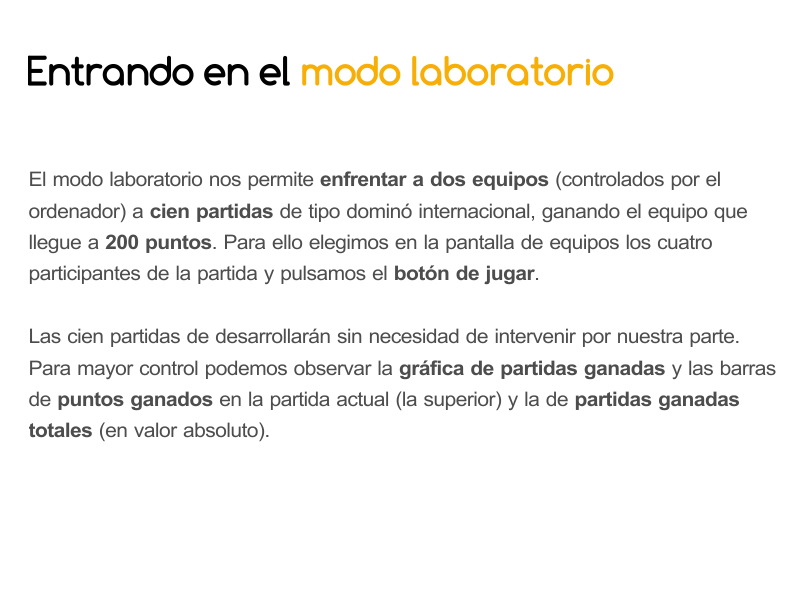 Entrando en el modo laboratorio
El modo laboratorio nos permite enfrentar a dos equipos (controlados por el
ordenador) a cien partidas de tipo dominó internacional, ganando el equipo que
llegue a 200 puntos. Para ello elegimos en la pantalla de equipos los cuatro
participantes de la partida y pulsamos el botón de jugar.
Las cien partidas de desarrollarán sin necesidad de intervenir por nuestra parte.
Para mayor control podemos observar la gráfica de partidas ganadas y las barras
de puntos ganados en la partida actual (la superior) y la de partidas ganadas
totales (en valor absoluto).